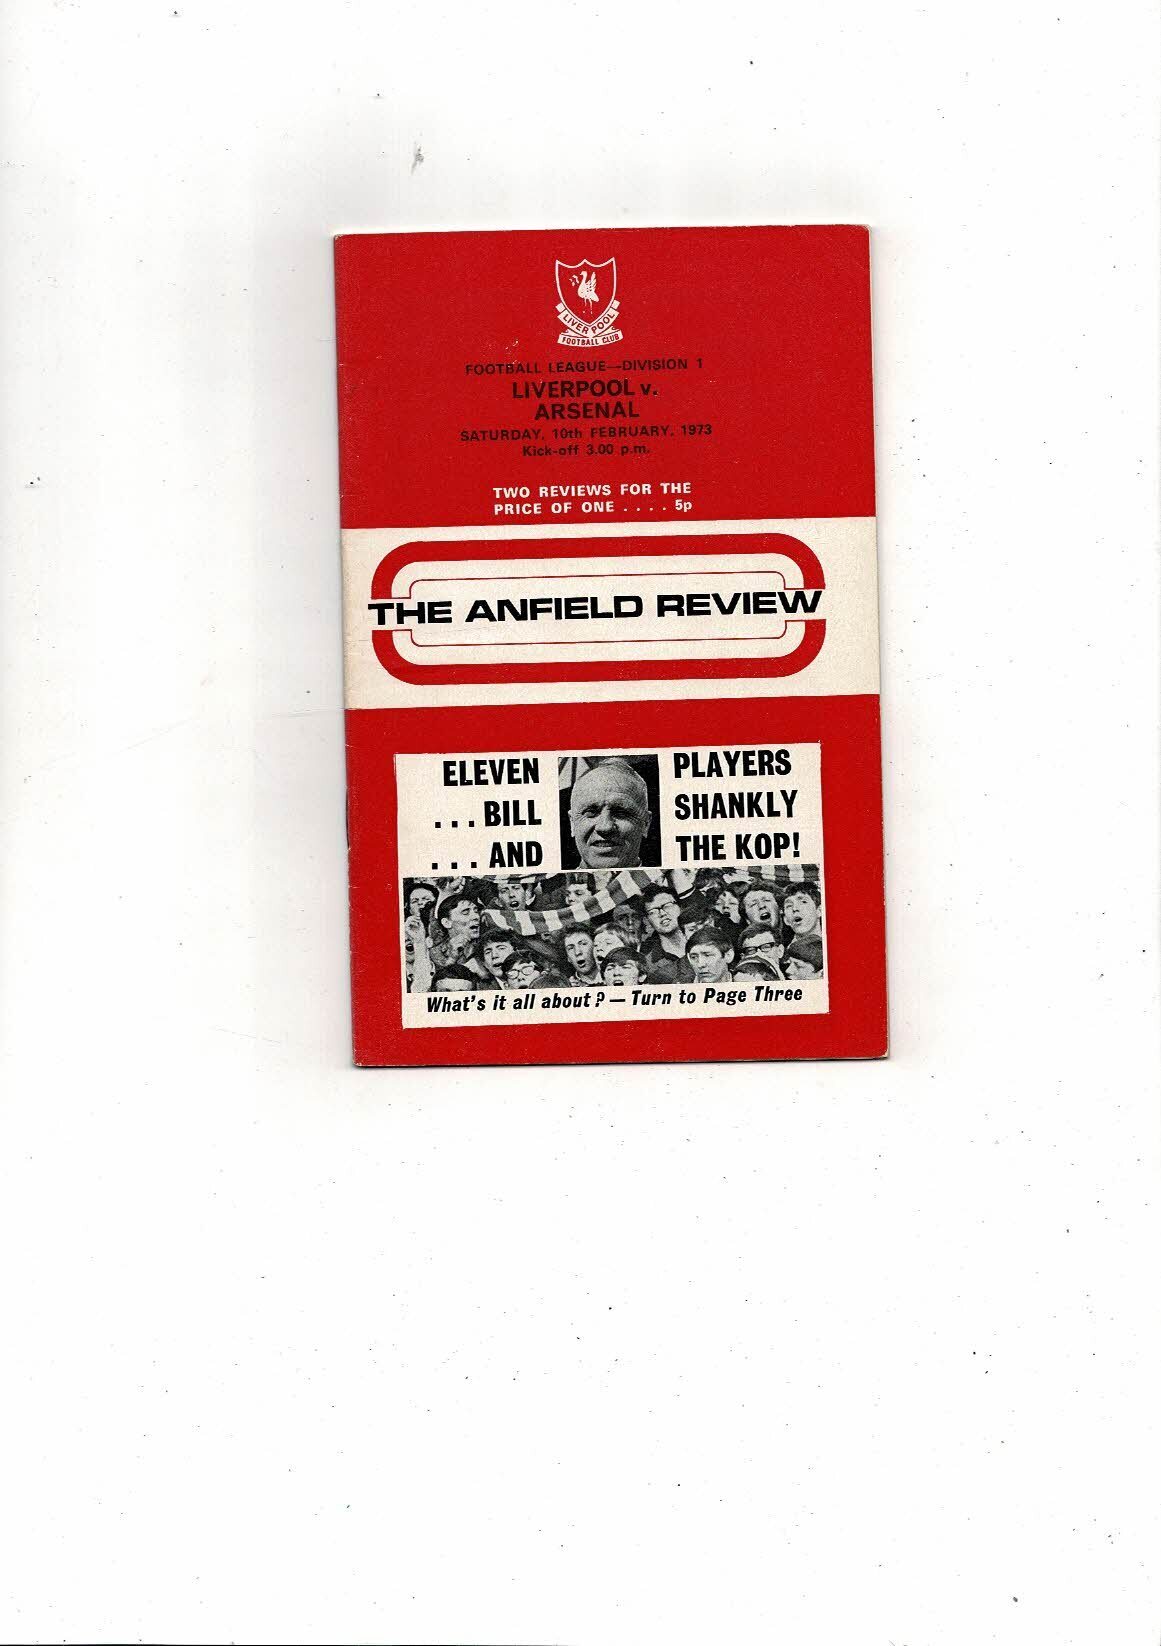 LIVERPOOL
FOOTBALL CLUB
FOOTBALL LEAGUE—DIVISION 1
LIVERPOOL v.
ARSENAL
SATURDAY, 10th FEBRUARY, 1973
Kick-off 3.00 p.m.
TWO REVIEWS FOR THE
PRICE OF ONE . . . . 5p
THE ANFIELD REVIEW
ELEVEN PLAYERS
. . . BILL SHANKLY
. . . AND THE KOP!
What's it all about? — Turn to Page Three